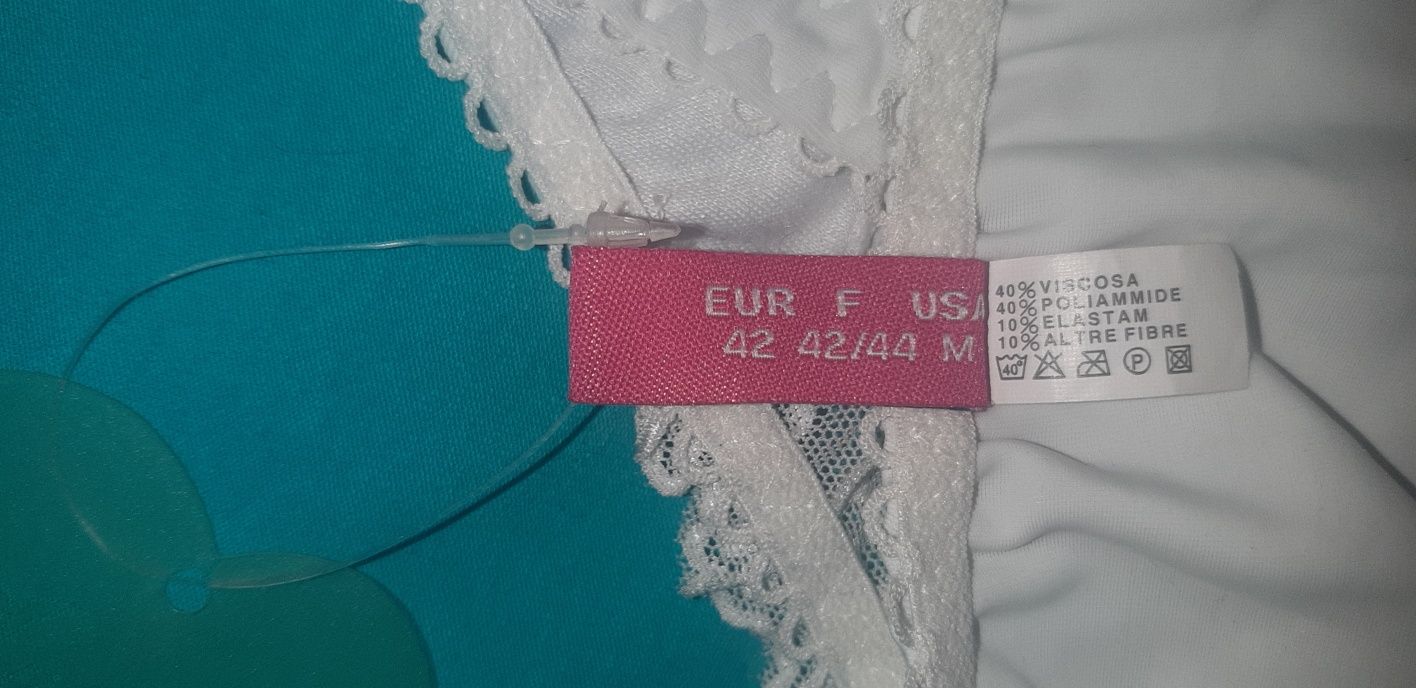 EUR F USA
42 42/44 M
40% VISCOSA
40% POLIAMMIDE
10% ELASTAM
10% ALTRE FIBRE
40° P